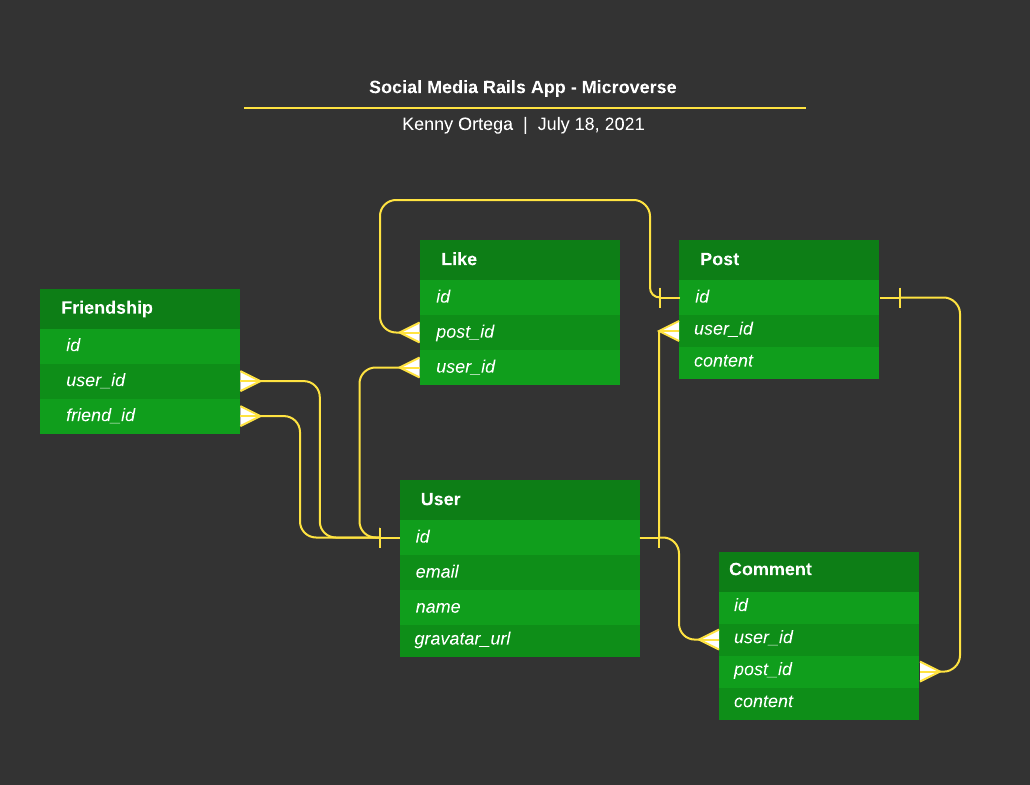 Social Media Rails App - Microverse
Kenny Ortega | July 18, 2021
Friendship
id
user_id
friend_id
Like
id
post_id
user_id
Post
id
user_id
content
User
id
email
name
gravatar_url
Comment
id
user_id
post_id
content